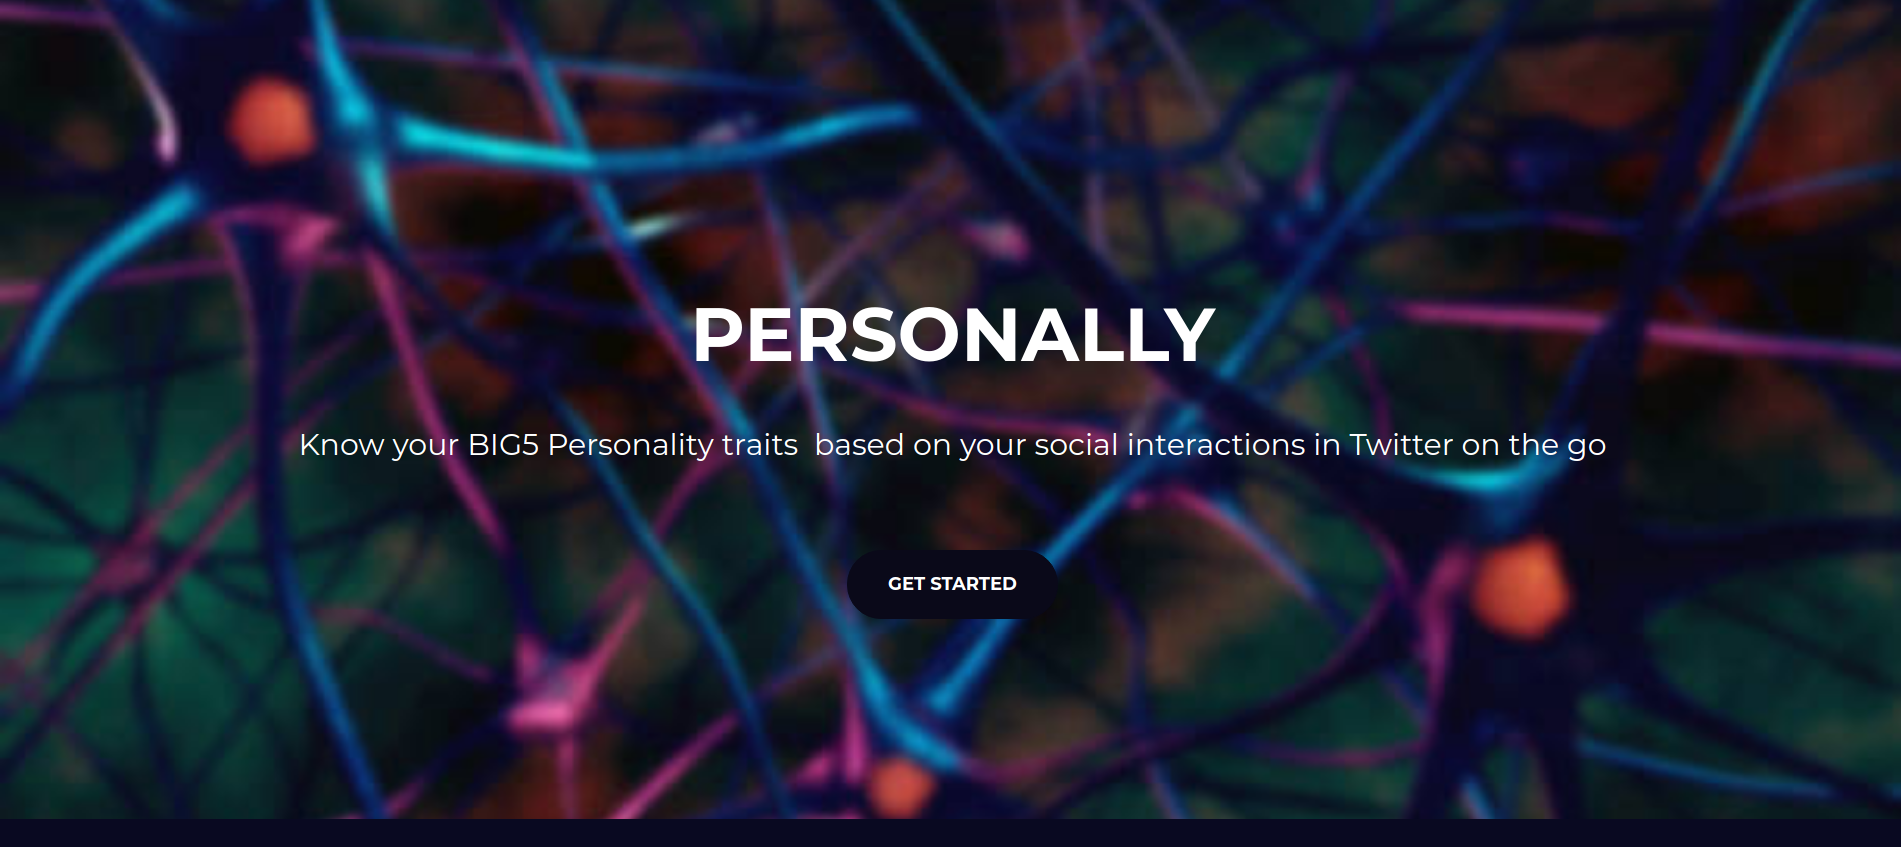 PERSONALLY
Know your BIG5 Personality traits  based on your social interactions in Twitter on the go
GET STARTED